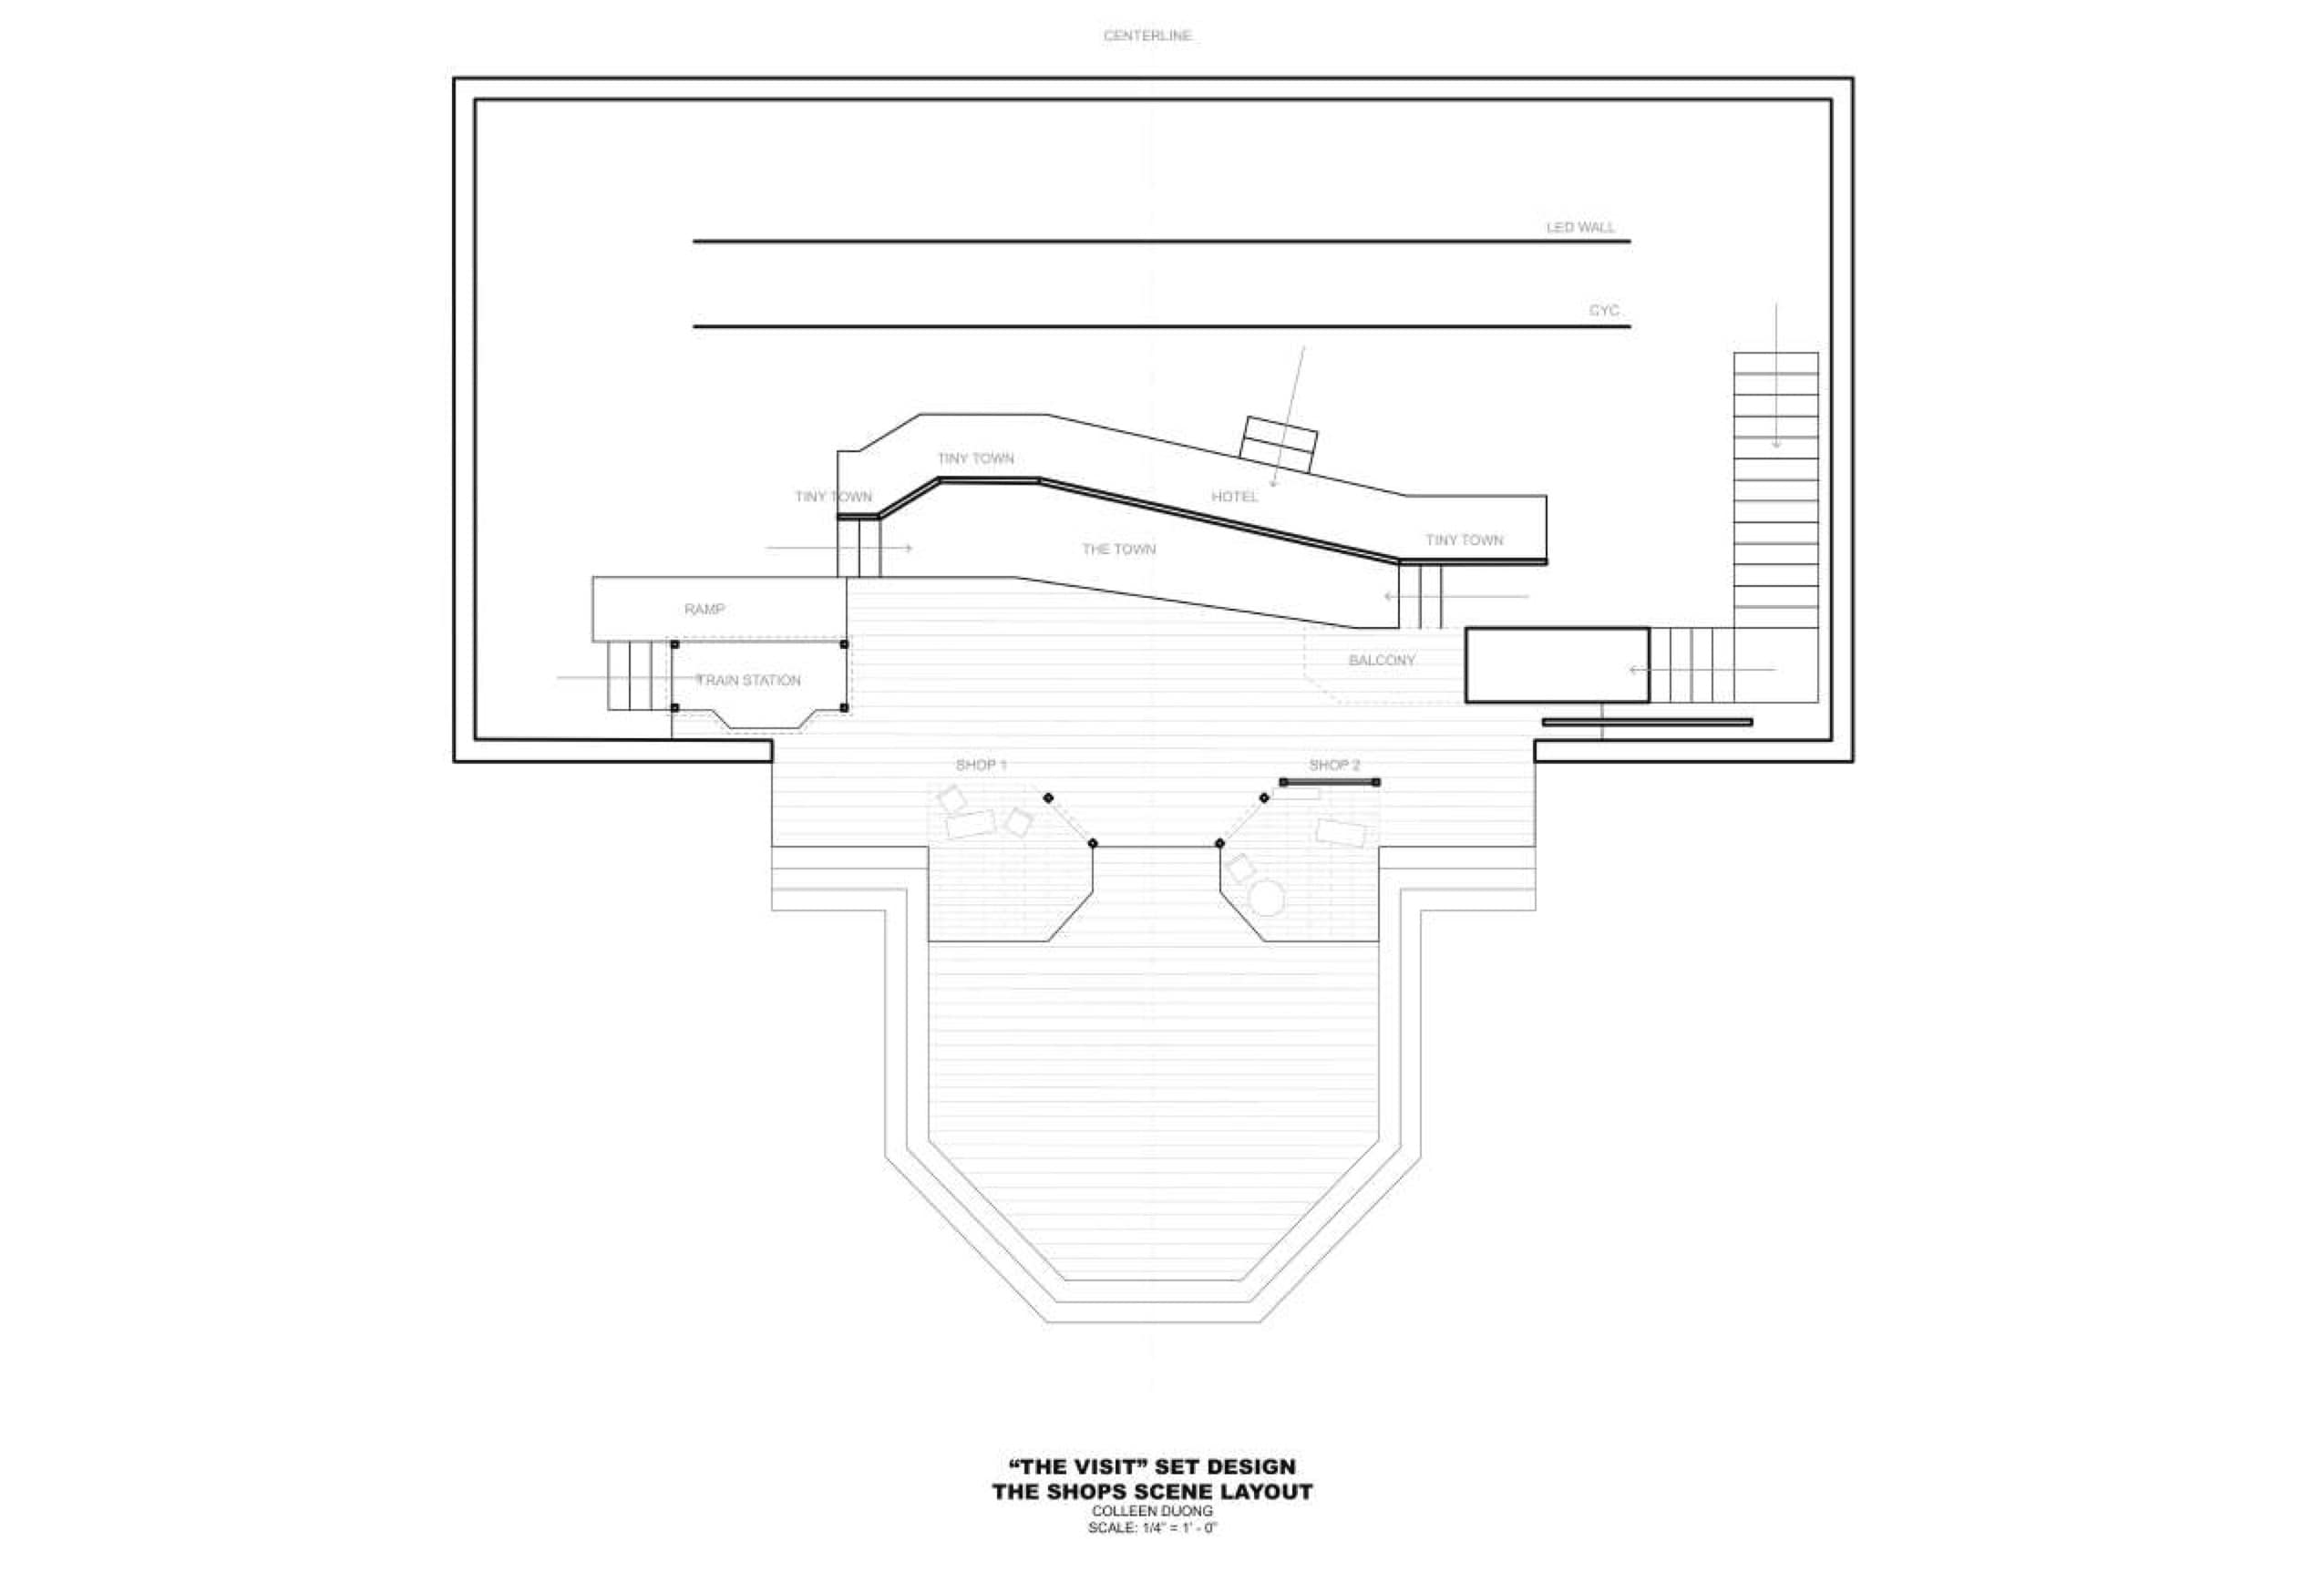 CENTERLINE
LED WALL
CYC
TINY TOWN
TINY TOWN
HOTEL
TINY TOWN
THE TOWN
RAMP
BALCONY
TRAIN STATION
SHOP 1
SHOP 2
“THE VISIT” SET DESIGN
THE SHOPS SCENE LAYOUT
COLLEEN DUONG
SCALE: 1/4" = 1' - 0"